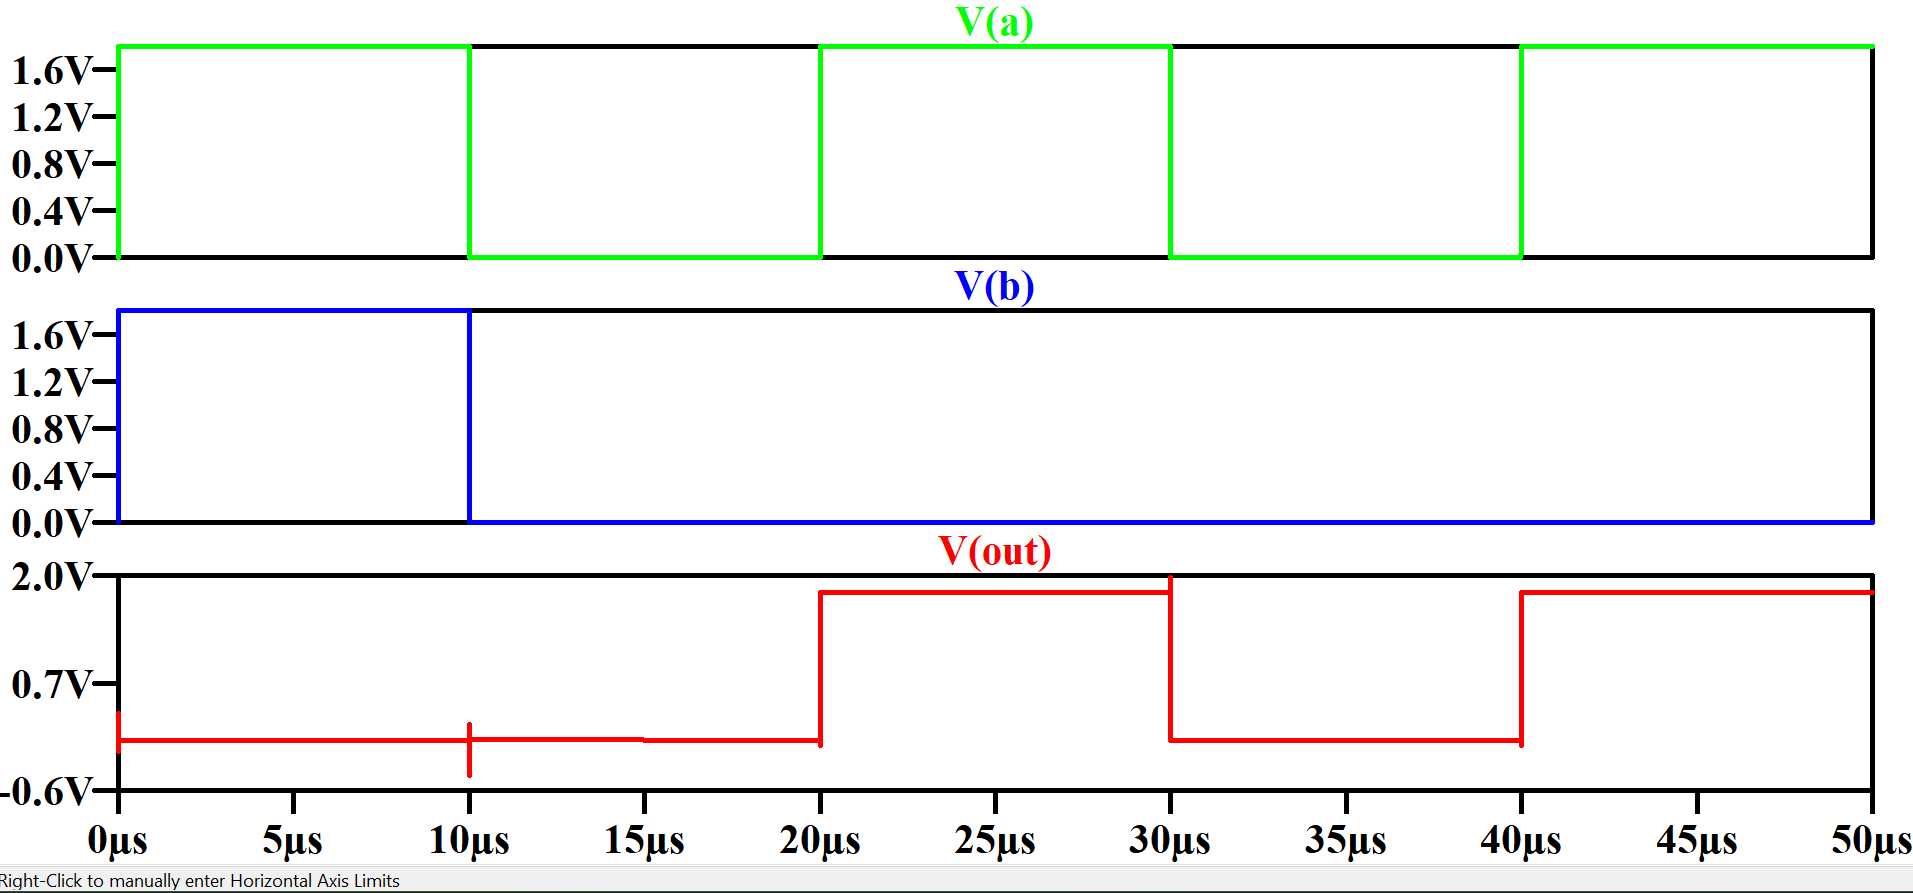 V(a)
1.6V
1.2V
0.8V
0.4V
0.0V
V(b)
1.6V
1.2V
0.8V
0.4V
0.0V
V(out)
2.0V
0.7V
-0.6V
0µs 5µs 10µs 15µs 20µs 25µs 30µs 35µs 40µs 45µs 50µs
Right-Click to manually enter Horizontal Axis Limits